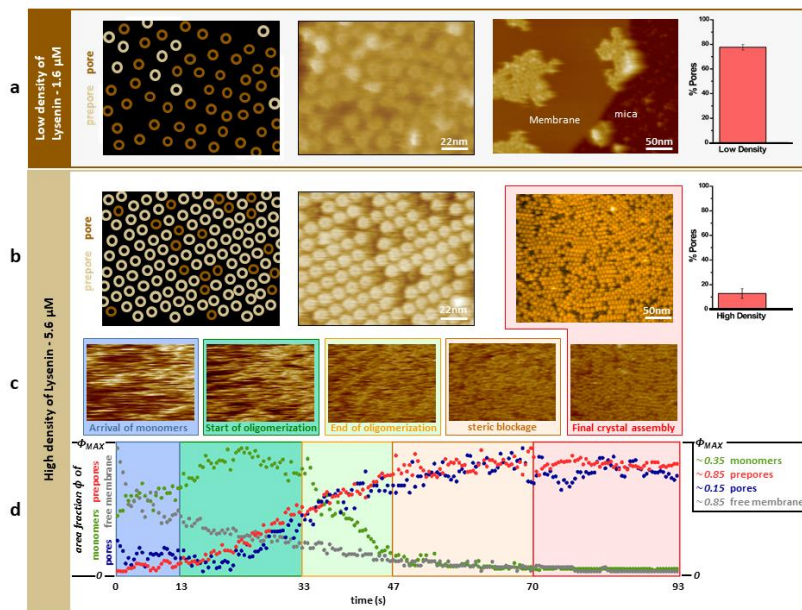 a
Low density of
Lysenin - 1.6 μM
prepore pore
22nm
Membrane
mica
50nm
% Pores
100
80
60
40
20
0
Low Density
High density of Lysenin - 5.6 μM
b
prepore pore
22nm
50nm
% Pores
100
80
60
40
20
0
High Density
c
Arrival of monomers
Start of oligomerization
End of oligomerization
steric blockage
Final crystal assembly
d
ΦMAX
area fraction ϕ of
monomers prepores
pores free membrane
0
ΦMAX
~0.35 monomers
~0.85 prepores
~0.15 pores
~0.85 free membrane
0
0 13 33 47 70 93
time (s)